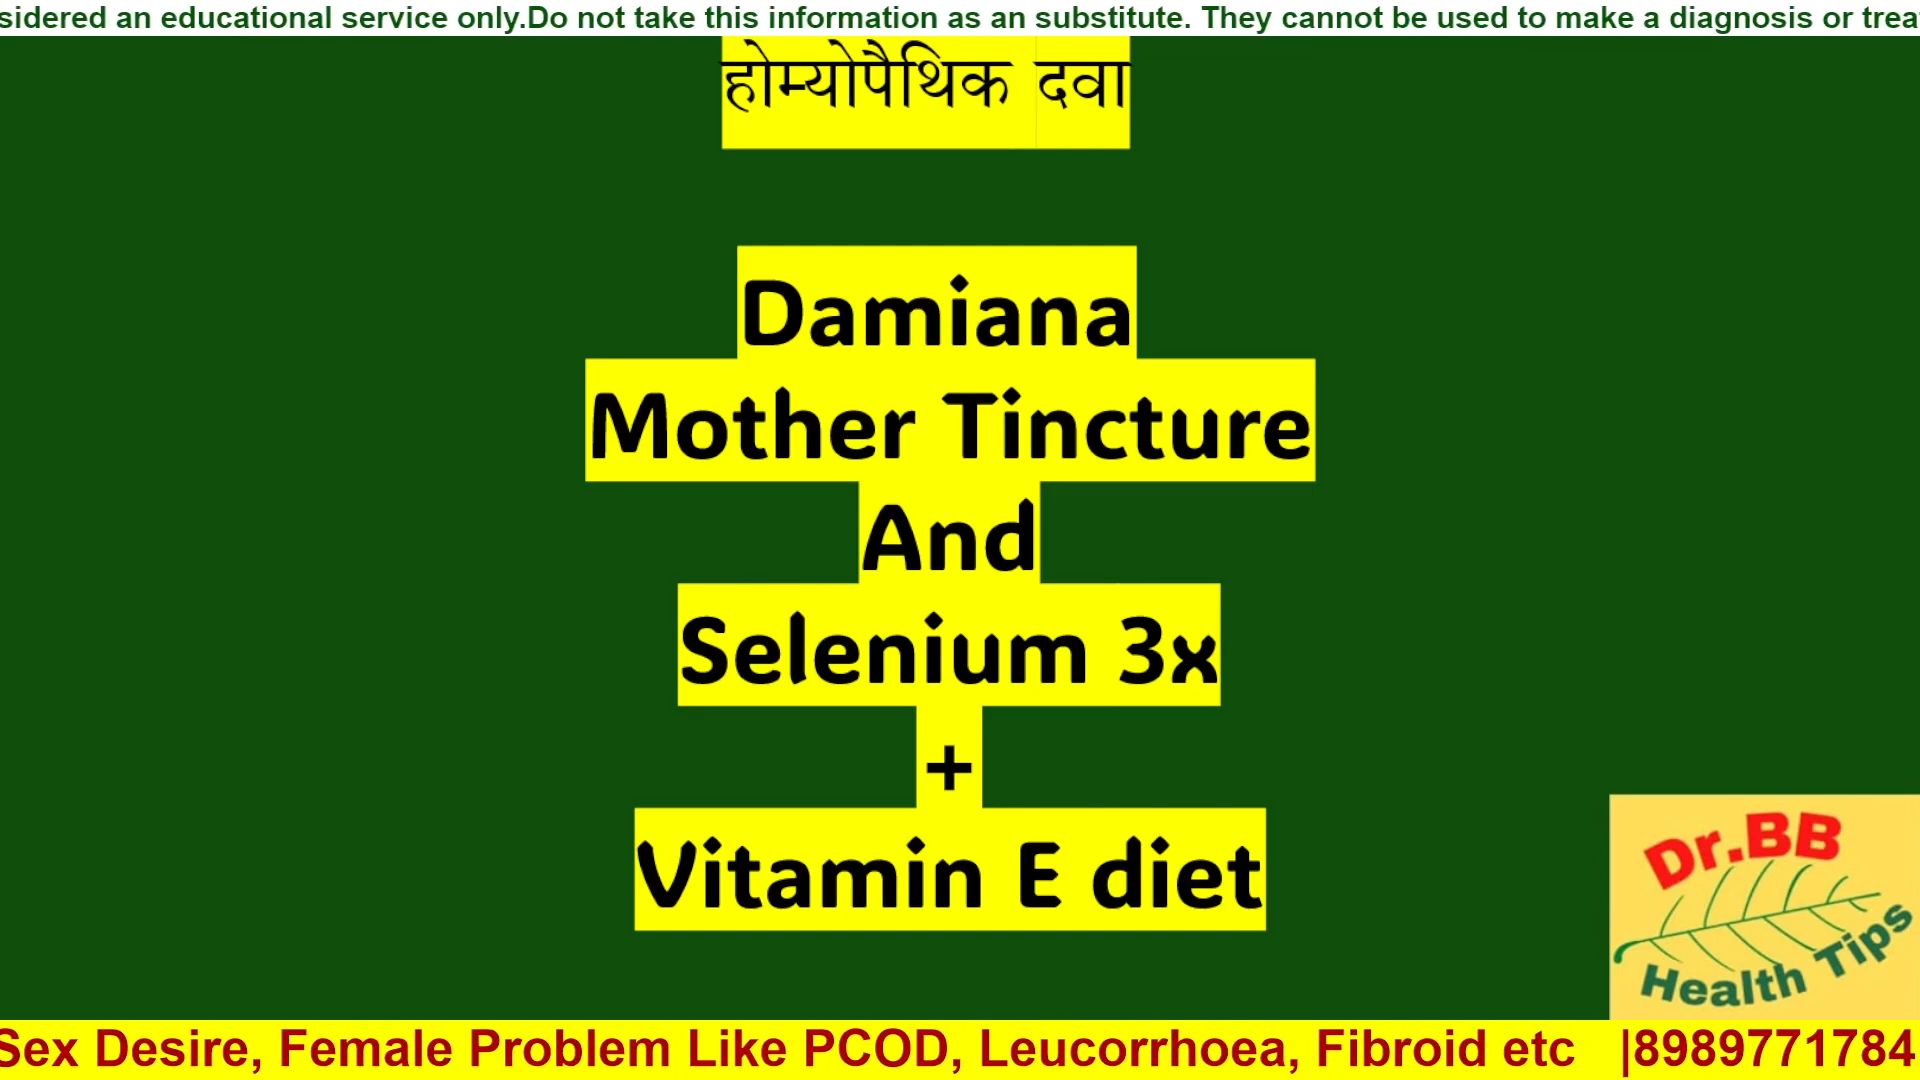 sidered an educational service only.Do not take this information as an substitute. They cannot be used to make a diagnosis or trea
होम्योपैथिक दवा
Damiana
Mother Tincture
And
Selenium 3x
+
Vitamin E diet
Dr.BB
Health Tips
Sex Desire, Female Problem Like PCOD, Leucorrhoea, Fibroid etc |8989771784